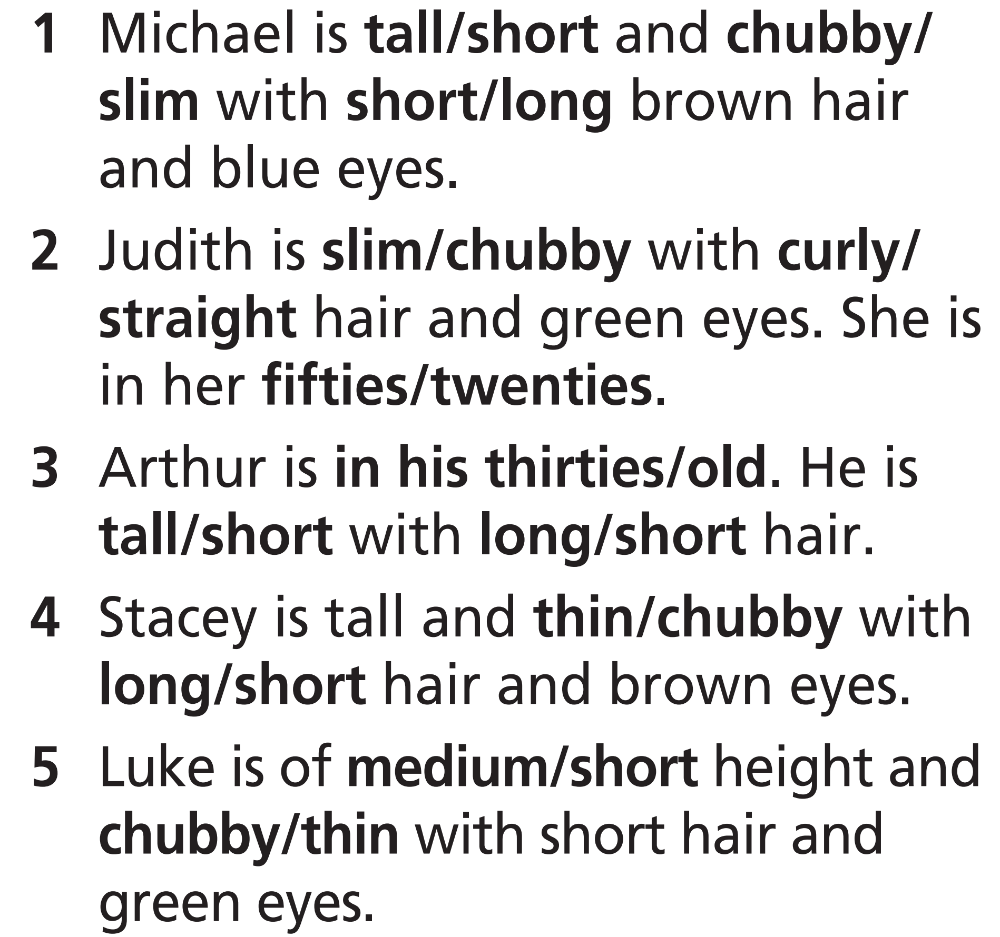 1 Michael is tall/short and chubby/
slim with short/long brown hair
and blue eyes.
2 Judith is slim/chubby with curly/
straight hair and green eyes. She is
in her fifties/twenties.
3 Arthur is in his thirties/old. He is
tall/short with long/short hair.
4 Stacey is tall and thin/chubby with
long/short hair and brown eyes.
5 Luke is of medium/short height and
chubby/thin with short hair and
green eyes.